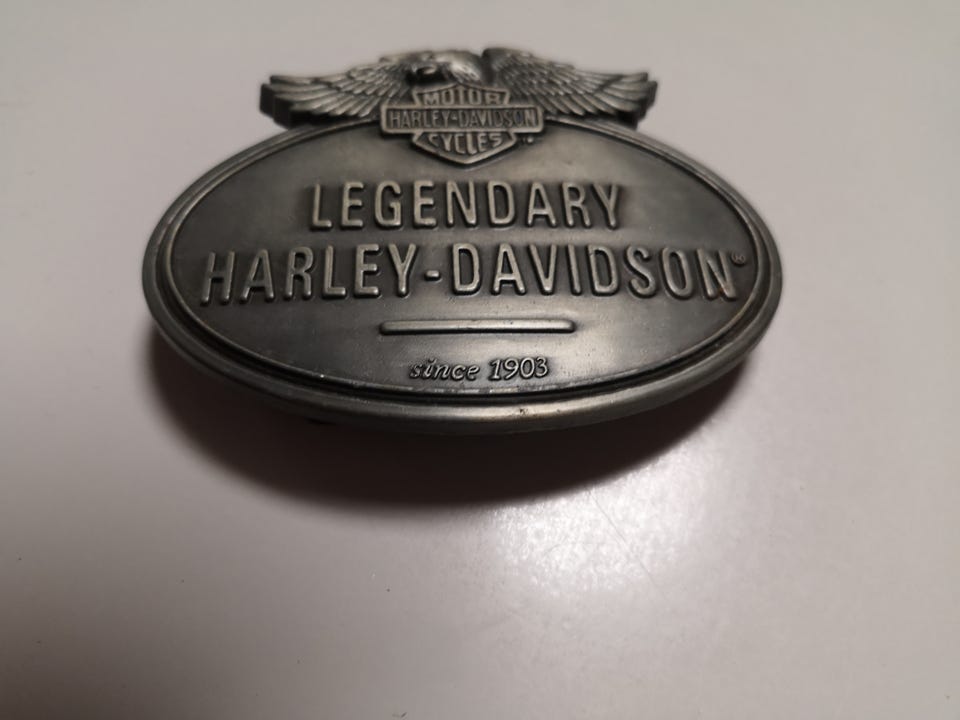 MOTOR
HARLEY-DAVIDSON
CYCLES
LEGENDARY
HARLEY-DAVIDSON®
since 1903